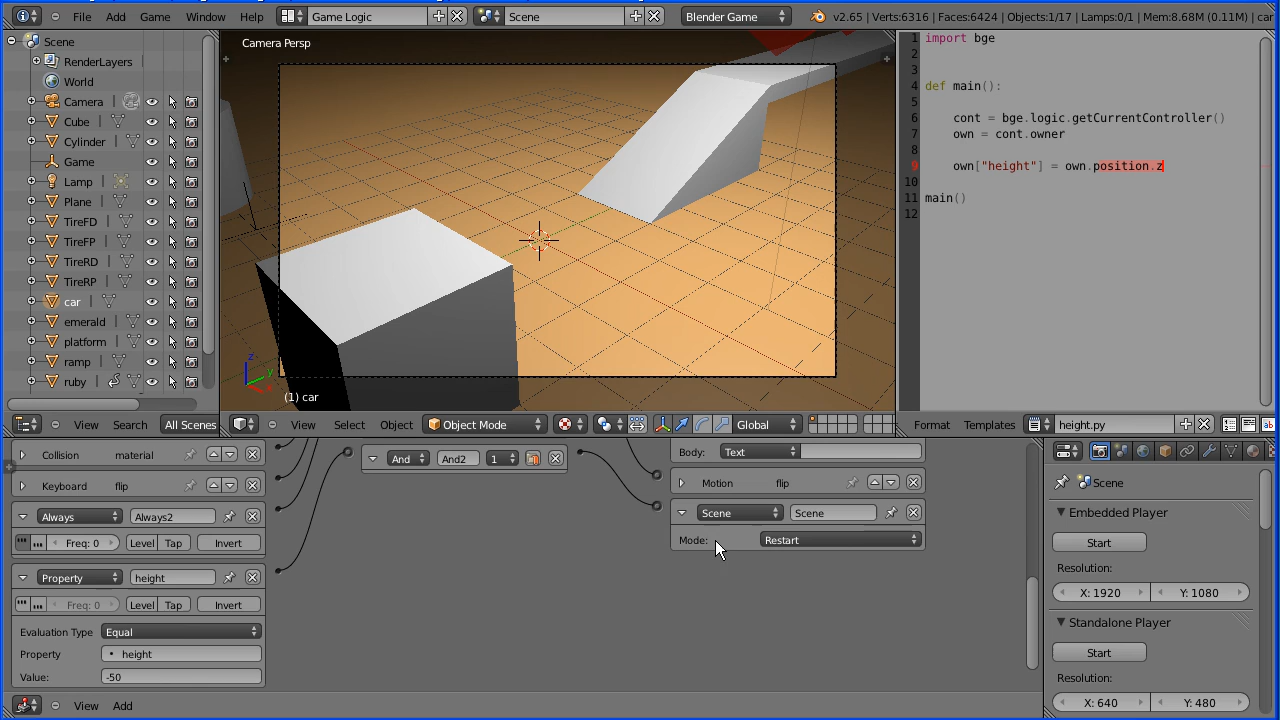 File Add Game Window Help Game Logic Scene Blender Game v2.65 | Verts:6316 | Faces:6424 | Objects:1/17 | Lamps:0/1 | Mem:8.68M (0.11M) | car
Scene
RenderLayers
World
Camera
Cube
Cylinder
Game
Lamp
Plane
TireFD
TireFP
TireRD
TireRP
car
emerald
platform
ramp
ruby
View Search All Scenes
Camera Persp
z
y
x
(1) car
View Select Object Object Mode Global
1 import bge
2
3
4 def main():
5
6 cont = bge.logic.getCurrentController()
7 own = cont.owner
8
9 own["height"] = own.position.z
10
11 main()
12
Format Templates height.py
Collision material
Keyboard flip
Always Always2
Freq: 0 Level Tap Invert
Property height
Freq: 0 Level Tap Invert
Evaluation Type Equal
Property height
Value: -50
And And2 1
Body: Text
Motion flip
Scene Scene
Mode: Restart
View Add
Scene
Embedded Player
Start
Resolution:
X: 1920 Y: 1080
Standalone Player
Start
Resolution:
X: 640 Y: 480